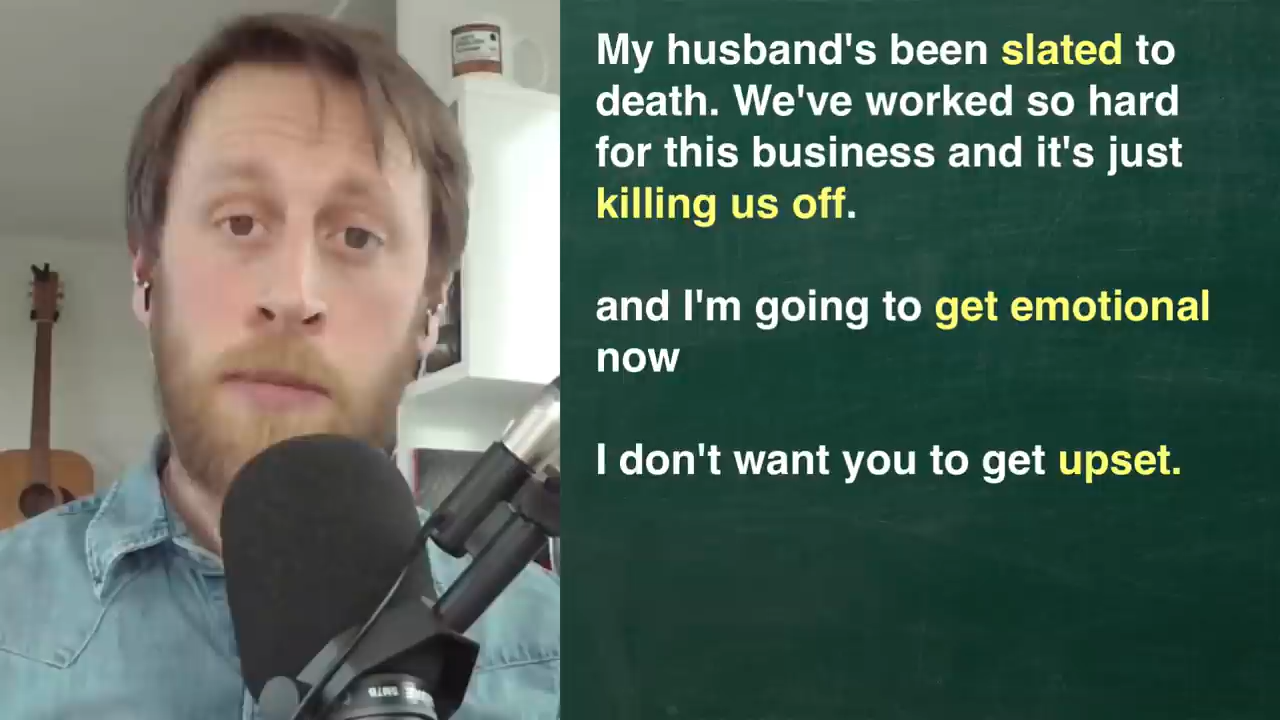 My husband's been slated to
death. We've worked so hard
for this business and it's just
killing us off.
and I'm going to get emotional
now
I don't want you to get upset.
SM7B